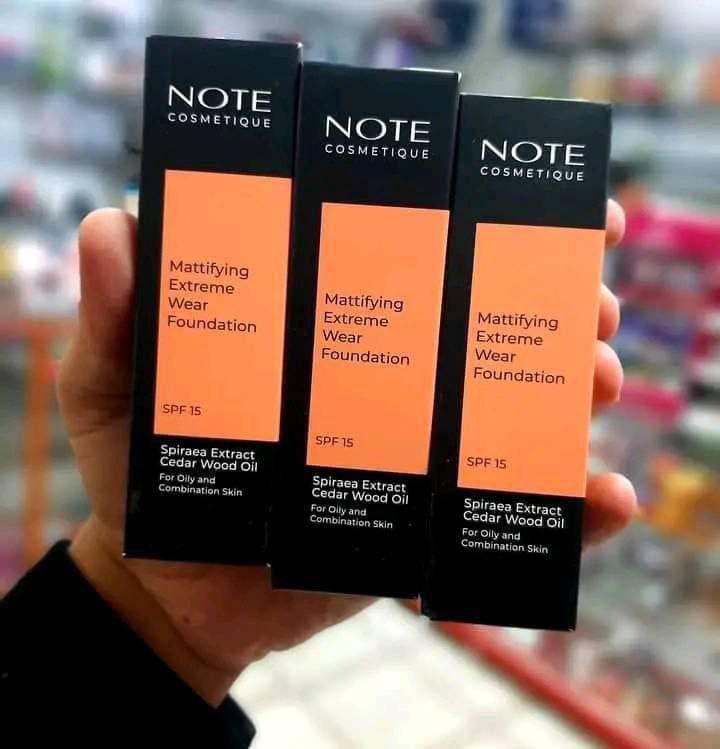 NOTE
COSMETIQUE
Mattifying
Extreme
Wear
Foundation
SPF 15
Spiraea Extract
Cedar Wood Oil
For Oily and
Combination Skin
NOTE
COSMETIQUE
Mattifying
Extreme
Wear
Foundation
SPF 15
Spiraea Extract
Cedar Wood Oil
For Oily and
Combination Skin
NOTE
COSMETIQUE
Mattifying
Extreme
Wear
Foundation
SPF 15
Spiraea Extract
Cedar Wood Oil
For Oily and
Combination Skin